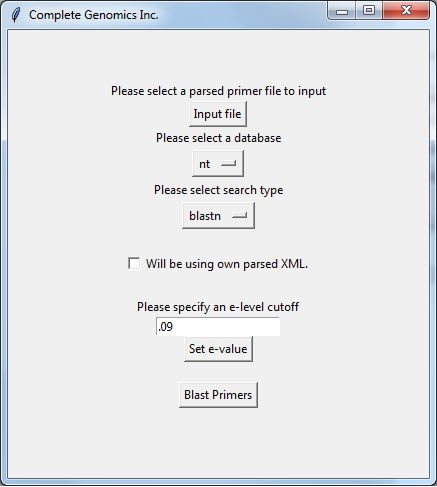 Complete Genomics Inc.
Please select a parsed primer file to input
Input file
Please select a database
nt
Please select search type
blastn
Will be using own parsed XML.
Please specify an e-level cutoff
.09
Set e-value
Blast Primers